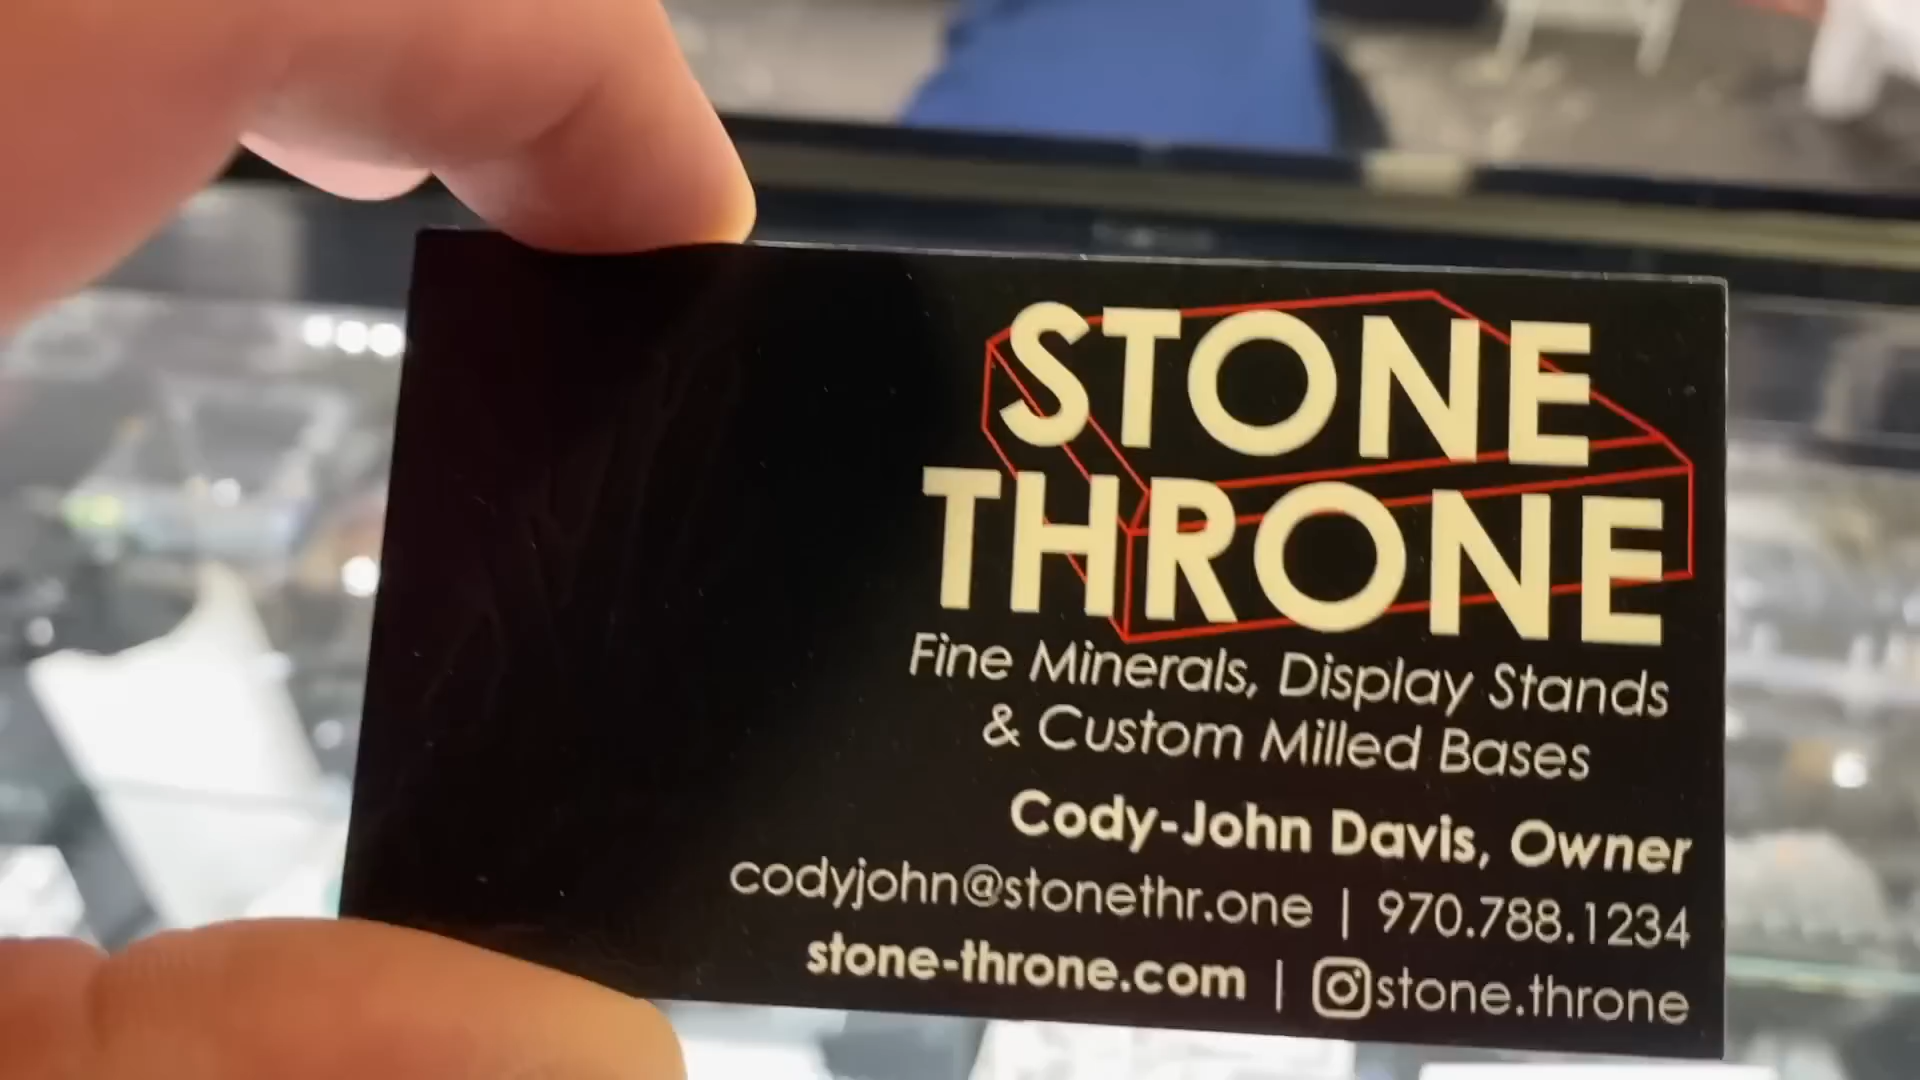 STONE
THRONE
Fine Minerals, Display Stands
& Custom Milled Bases
Cody-John Davis, Owner
codyjohn@stonethr.one | 970.788.1234
stone-throne.com | stone.throne